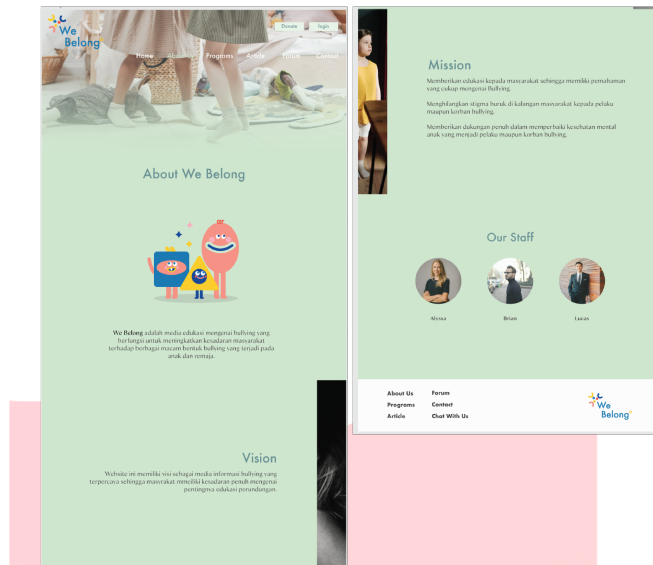 We
Belong
Donate
login
Home About Programs Article Forum Contact
About We Belong
We Belong adalah media edukasi mengenai bullying yang
berfungsi untuk meningkatkan kesadaran masyarakat
terhadap berbagai macam bentuk bullying yang terjadi pada
anak dan remaja.
Vision
Website ini memiliki visi sebagai media informasi bullying yang
terpercaya sehingga masyrakat mmeiliki kesadaran penuh mengenai
pentingnya edukasi perundungan.
Mission
Memberikan edukasi kepada masyarakat sehingga memiliki pemahaman
yang cukup mengenai Bullying.
Menghilangkan stigma buruk di kalangan masyarakat kepada pelaku
maupun korban bullying.
Memberikan dukungan penuh dalam memperbaiki kesehatan mental
anak yang menjadi pelaku maupun korban bullying.
Our Staff
Alyssa
Brian
Lucas
About Us
Programs
Article
Forum
Contact
Chat With Us
We
Belong